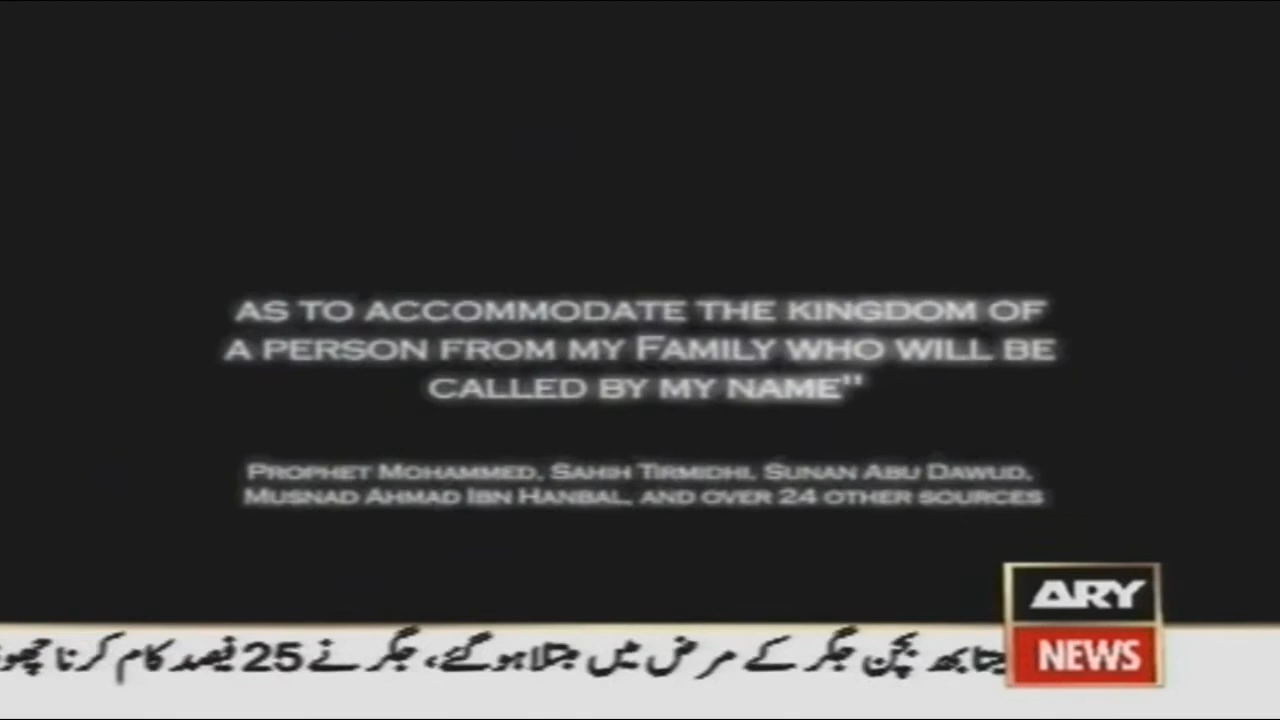 AS TO ACCOMMODATE THE KINGDOM OF
A PERSON FROM MY FAMILY WHO WILL BE
CALLED BY MY NAME"
PROPHET MOHAMMED, SAHIH TIRMIDHI, SUNAN ABU DAWUD,
MUSNAD AHMAD IBN HANBAL, AND OVER 24 OTHER SOURCES
ARY
NEWS
میتابھ بچن جگر کے مرض میں مبتلا ہوگئے، جگر نے 25 فیصد کام کرنا